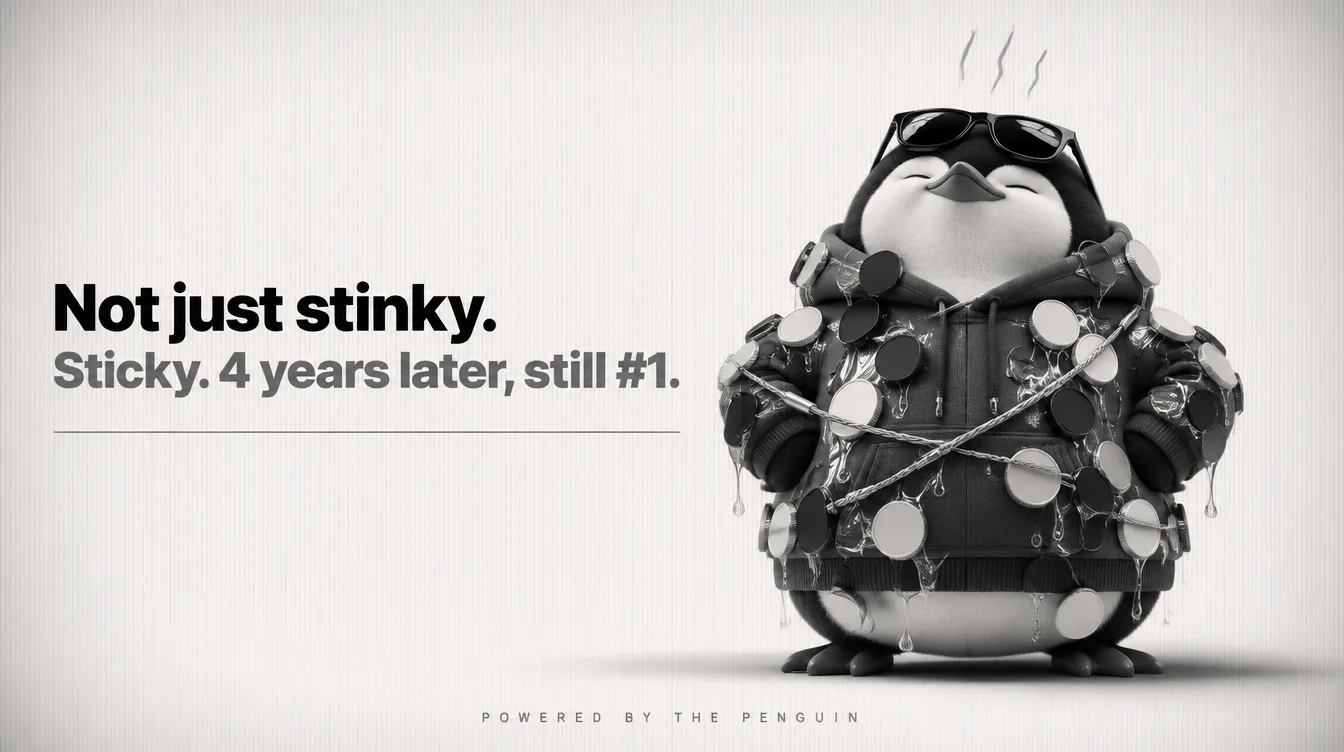 Not just stinky.
Sticky. 4 years later, still #1.
POWERED BY THE PENGUIN